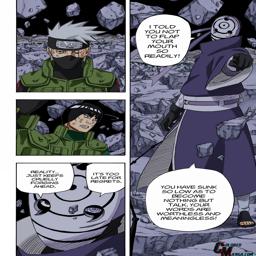 I TOLD
YOU NOT
TO FLAP
YOUR
MOUTH
SO
READILY!
REALITY
JUST KEEPS
CRUELLY
FORGING
AHEAD.
IT'S TOO
LATE FOR
REGRETS.
YOU HAVE SUNK
SO LOW AS TO
BECOME
NOTHING BUT
TALK. YOUR
WORDS ARE
WORTHLESS AND
MEANINGLESS!